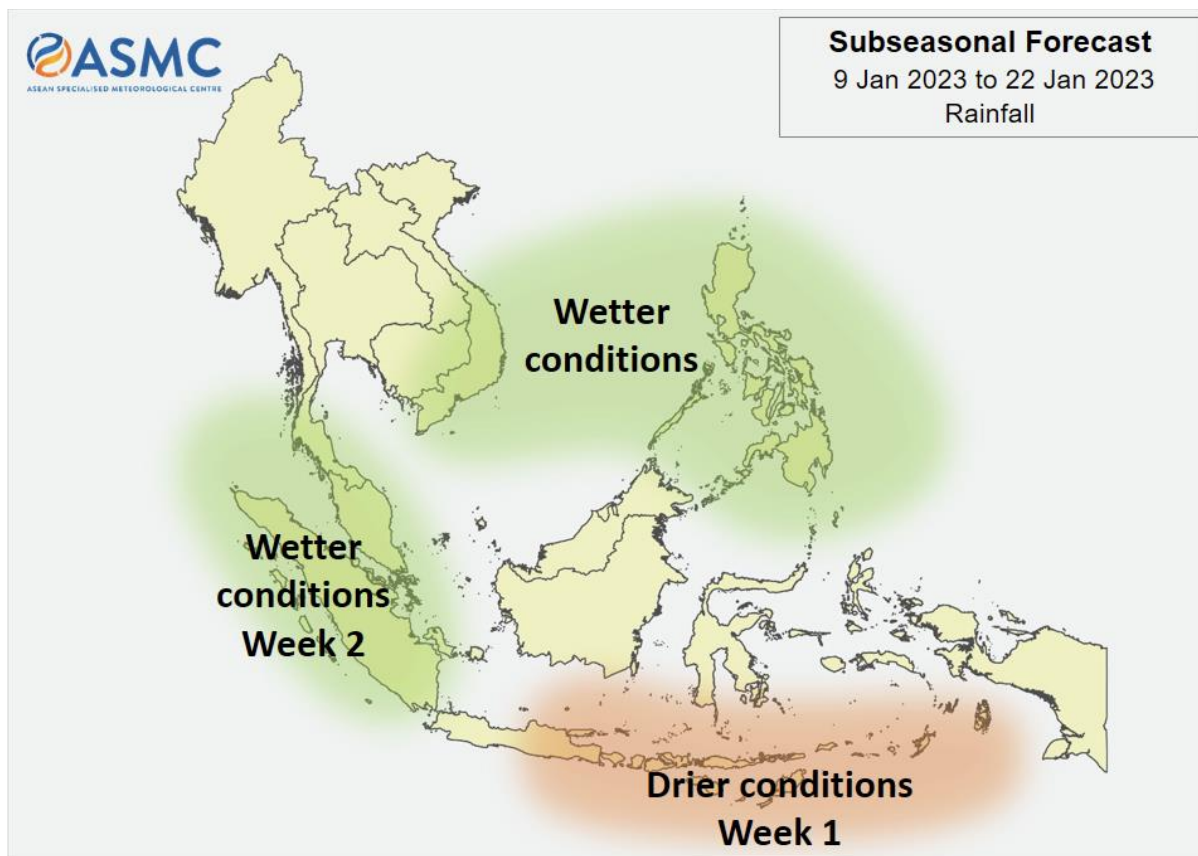 ASMC
ASEAN SPECIALISED METEOROLOGICAL CENTRE
Subseasonal Forecast
9 Jan 2023 to 22 Jan 2023
Rainfall
Wetter
conditions
Wetter
conditions
Week 2
Drier conditions
Week 1